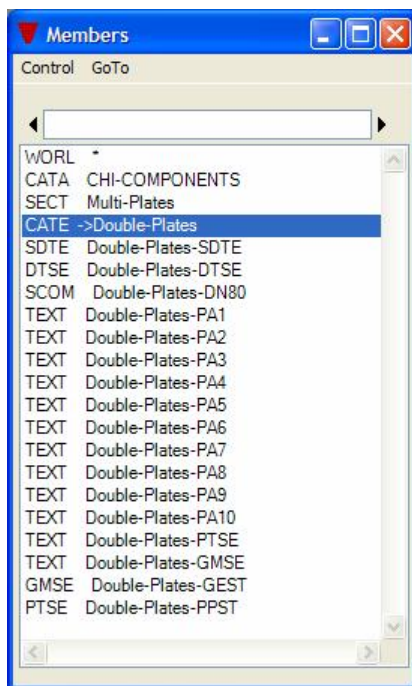 Members
Control GoTo
WORL *
CATA CHI-COMPONENTS
SECT Multi-Plates
CATE ->Double-Plates
SDTE Double-Plates-SDTE
DTSE Double-Plates-DTSE
SCOM Double-Plates-DN80
TEXT Double-Plates-PA1
TEXT Double-Plates-PA2
TEXT Double-Plates-PA3
TEXT Double-Plates-PA4
TEXT Double-Plates-PA5
TEXT Double-Plates-PA6
TEXT Double-Plates-PA7
TEXT Double-Plates-PA8
TEXT Double-Plates-PA9
TEXT Double-Plates-PA10
TEXT Double-Plates-PTSE
TEXT Double-Plates-GMSE
GMSE Double-Plates-GEST
PTSE Double-Plates-PPST